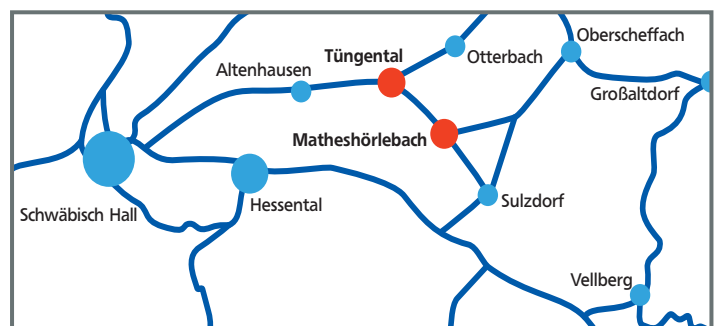 Oberscheffach
Tüngental
Otterbach
Altenhausen
Großaltdorf
Matheshörlebach
Sulzdorf
Hessental
Schwäbisch Hall
Vellberg